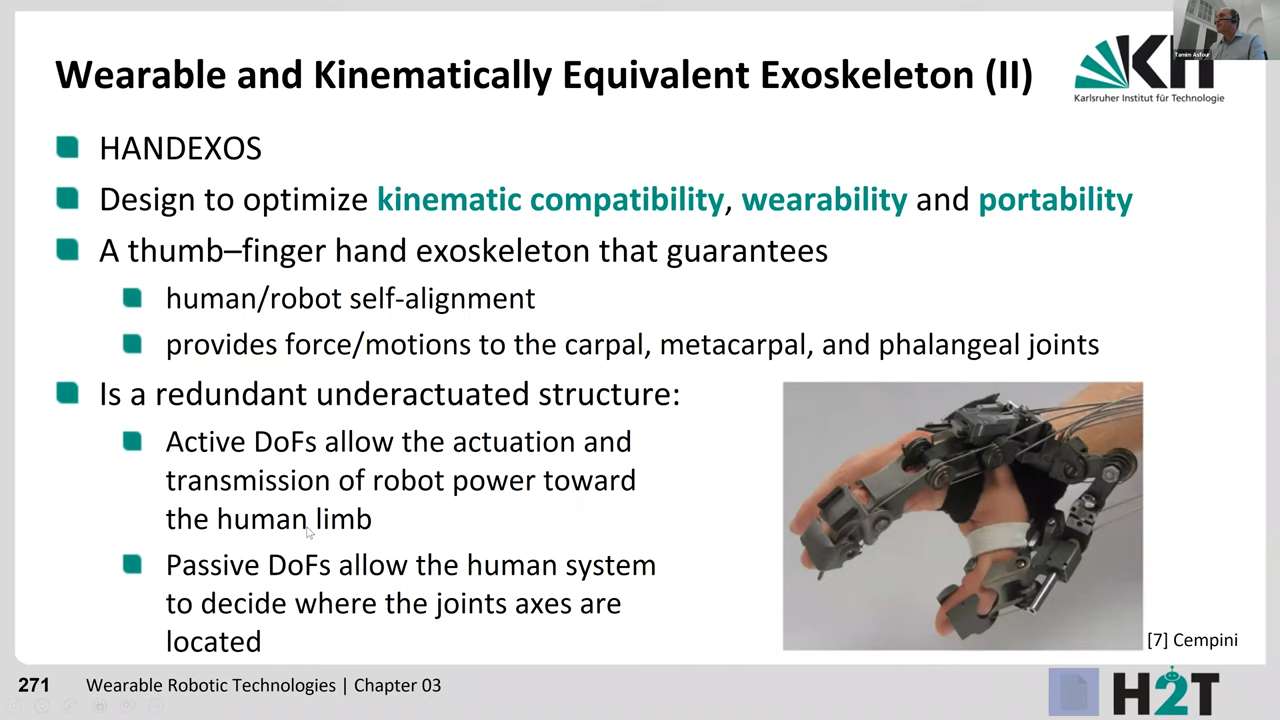 Tamim Asfour
Wearable and Kinematically Equivalent Exoskeleton (II)
KIT
Karlsruher Institut für Technologie
HANDEXOS
Design to optimize kinematic compatibility, wearability and portability
A thumb–finger hand exoskeleton that guarantees
human/robot self-alignment
provides force/motions to the carpal, metacarpal, and phalangeal joints
Is a redundant underactuated structure:
Active DoFs allow the actuation and
transmission of robot power toward
the human limb
Passive DoFs allow the human system
to decide where the joints axes are
located
[7] Cempini
271 Wearable Robotic Technologies | Chapter 03
H2T